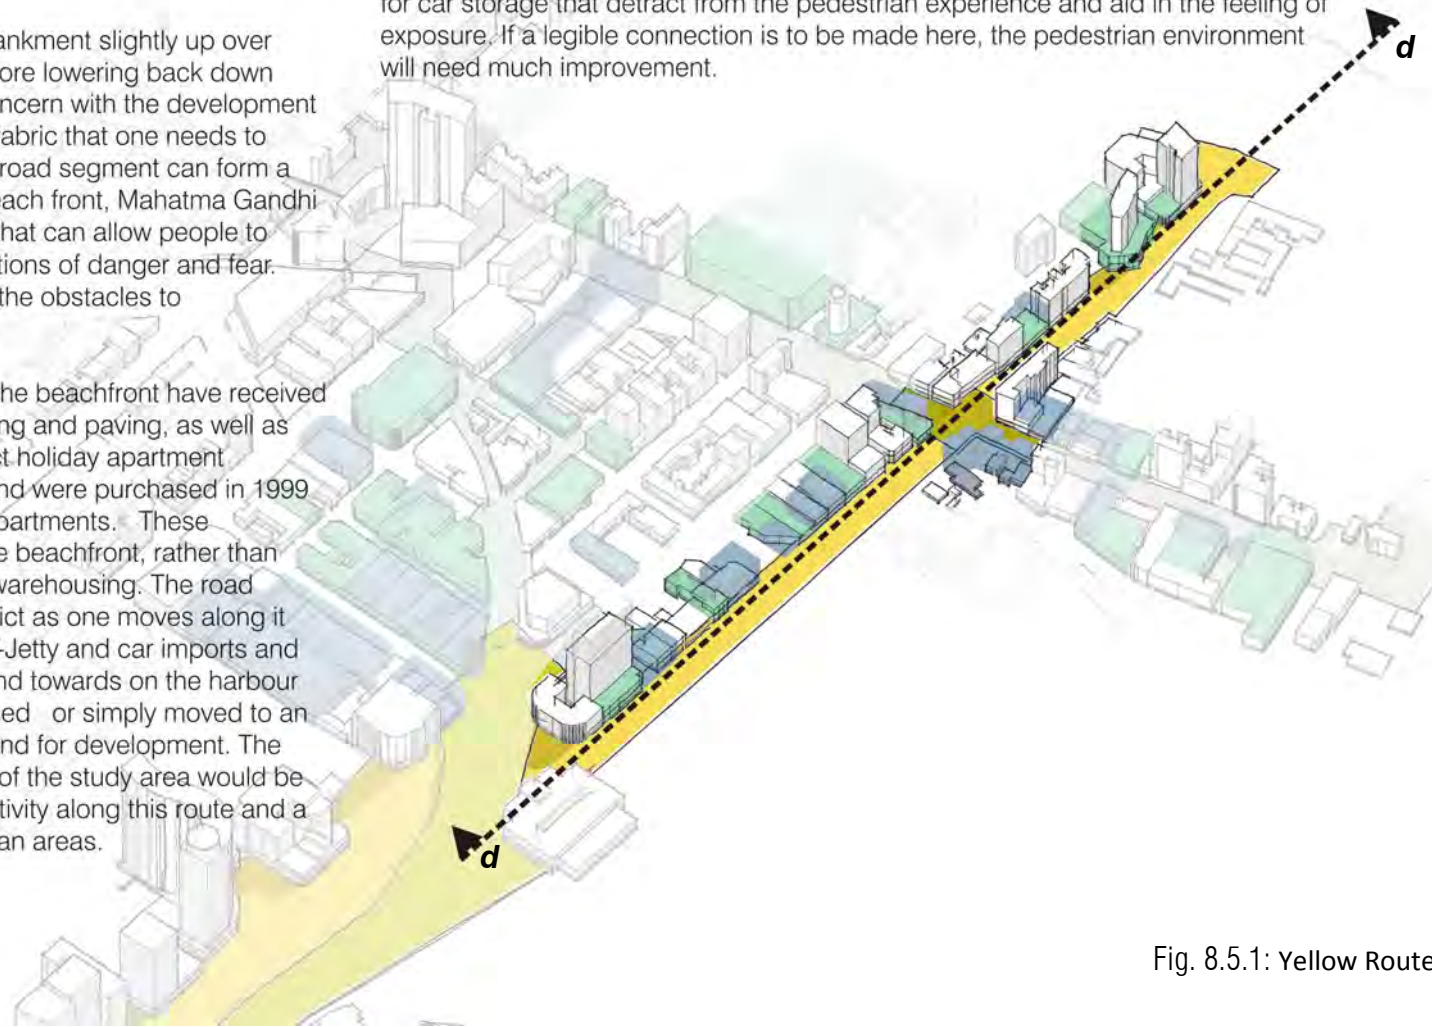 ankment slightly up over
ore lowering back down
ncern with the development
fabric that one needs to
road segment can form a
each front, Mahatma Gandhi
hat can allow people to
tions of danger and fear.
the obstacles to
he beachfront have received
ng and paving, as well as
ct holiday apartment
nd were purchased in 1999
partments. These
e beachfront, rather than
warehousing. The road
ict as one moves along it
-Jetty and car imports and
nd towards on the harbour
sed or simply moved to an
nd for development. The
of the study area would be
tivity along this route and a
an areas.
for car storage that detract from the pedestrian experience and aid in the feeling of
exposure. If a legible connection is to be made here, the pedestrian environment
will need much improvement.
d
d
Fig. 8.5.1: Yellow Route